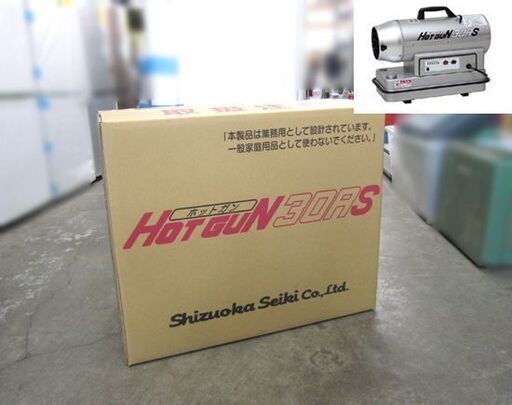 HOTGUN 30RS
「本製品は業務用として設計されています。
一般家庭用品として使わないでください。」
ホットガン
HOTGUN 30RS
Shizuoka Seiki Co.,Ltd.